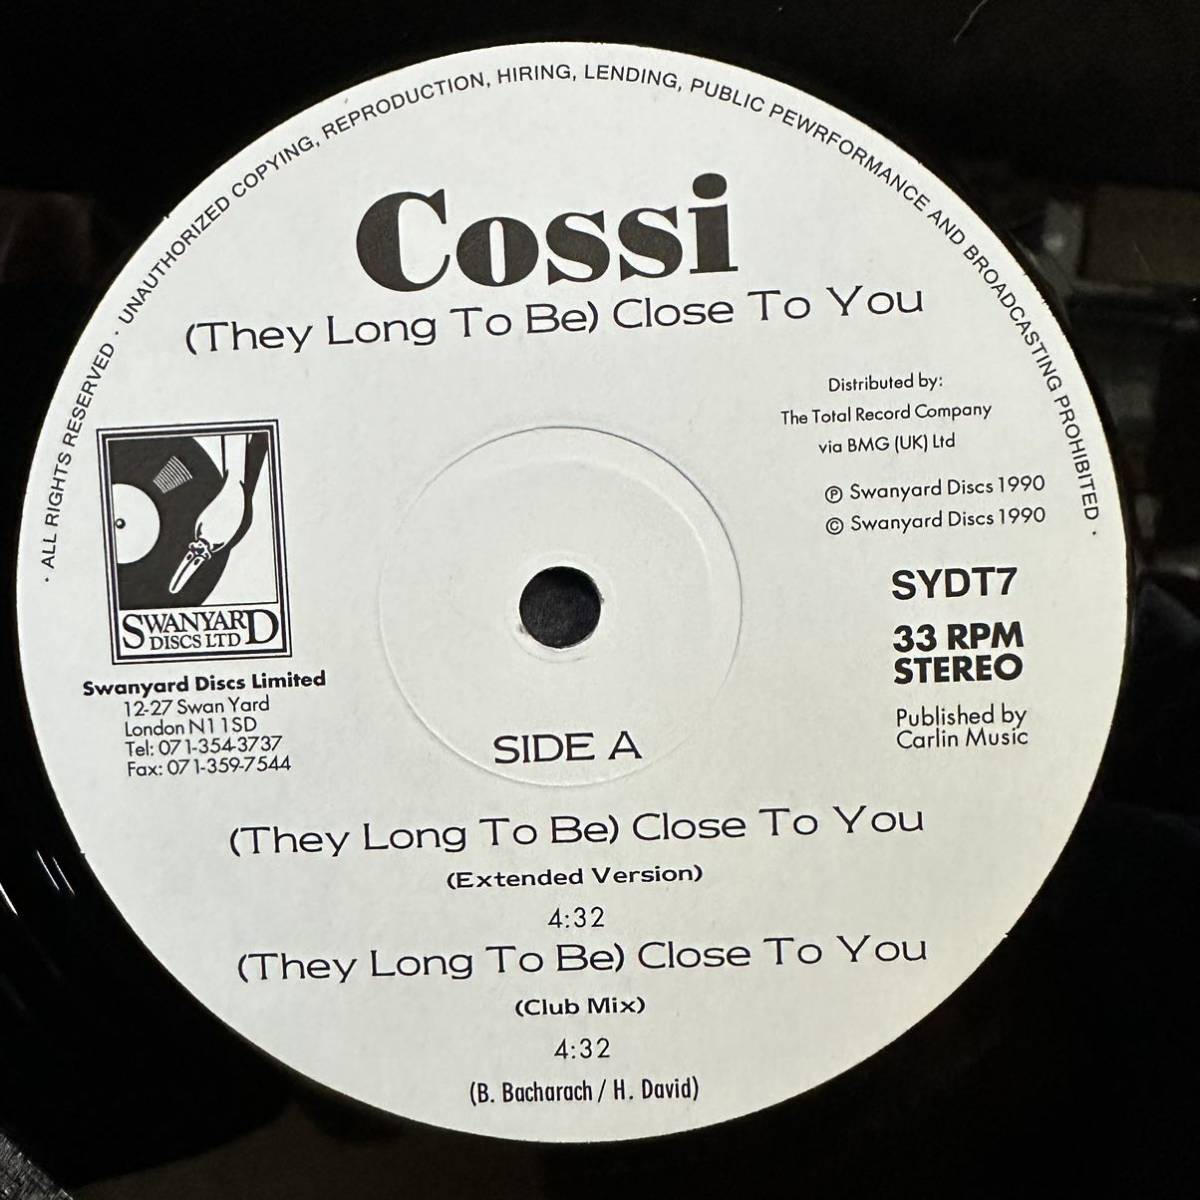 · ALL RIGHTS RESERVED · UNAUTHORIZED COPYING, REPRODUCTION, HIRING, LENDING, PUBLIC PEWRFORMANCE AND BROADCASTING PROHIBITED ·
Cossi
(They Long To Be) Close To You
Distributed by:
The Total Record Company
via BMG (UK) Ltd
℗ Swanyard Discs 1990
© Swanyard Discs 1990
SYDT7
33 RPM
STEREO
Published by
Carlin Music
SWANYARD
DISCS LTD
Swanyard Discs Limited
12-27 Swan Yard
London N1 1SD
Tel: 071-354-3737
Fax: 071-359-7544
SIDE A
(They Long To Be) Close To You
(Extended Version)
4:32
(They Long To Be) Close To You
(Club Mix)
4:32
(B. Bacharach / H. David)